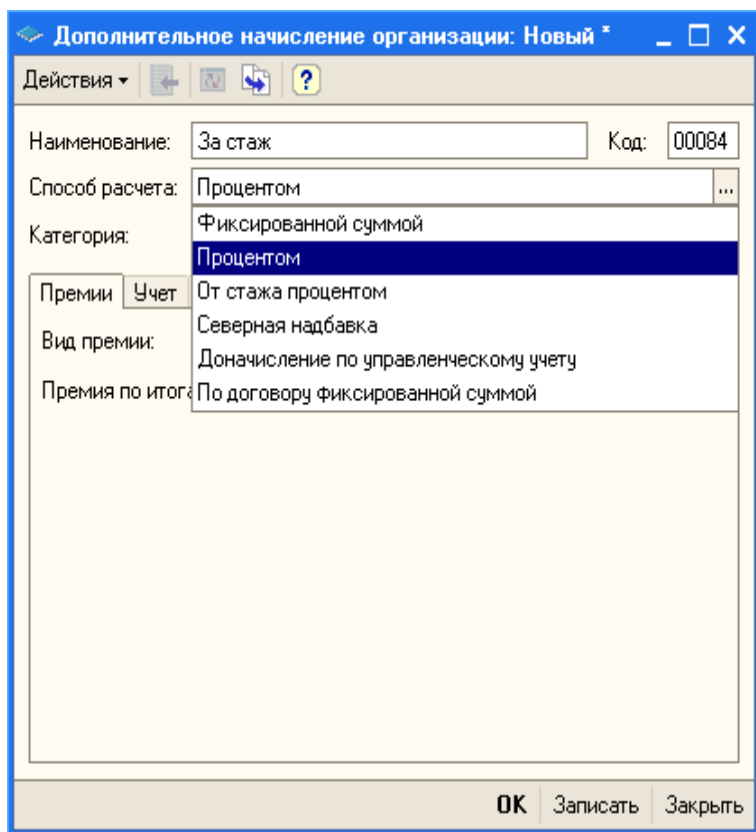 Дополнительное начисление организации: Новый *
Действия
Наименование: За стаж Код: 00084
Способ расчета: Процентом ...
Категория:
Фиксированной суммой
Процентом
От стажа процентом
Северная надбавка
Доначисление по управленческому учету
По договору фиксированной суммой
Премии Учет
Вид премии:
Премия по итога
OK Записать Закрыть